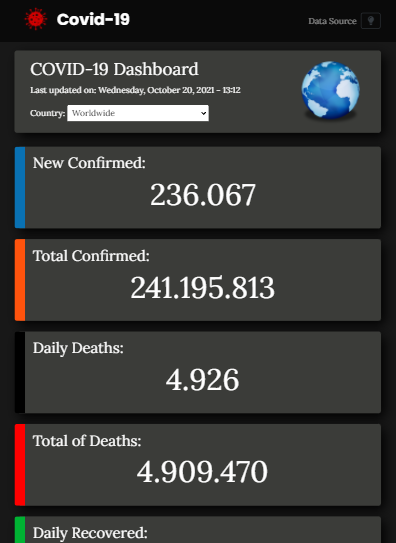 Covid-19
Data Source
COVID-19 Dashboard
Last updated on: Wednesday, October 20, 2021 - 13:12
Country: Worldwide
New Confirmed:
236.067
Total Confirmed:
241.195.813
Daily Deaths:
4.926
Total of Deaths:
4.909.470
Daily Recovered: